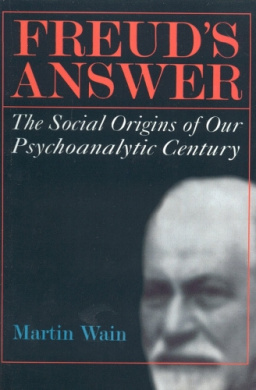 FREUD'S
ANSWER
The Social Origins of Our
Psychoanalytic Century
Martin Wain